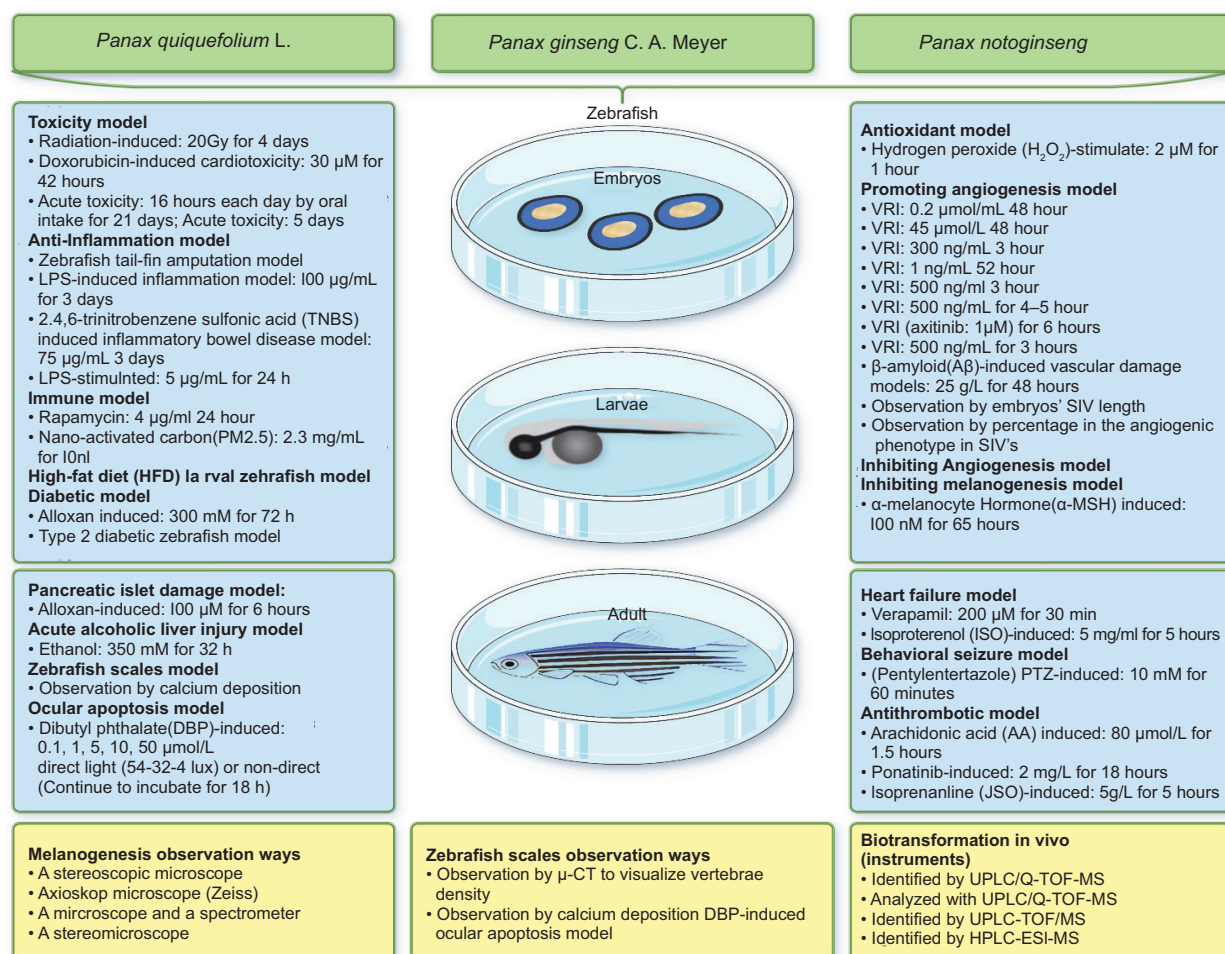 Panax quiquefolium L.
Panax ginseng C. A. Meyer
Panax notoginseng
Toxicity model
• Radiation-induced: 20Gy for 4 days
• Doxorubicin-induced cardiotoxicity: 30 µM for
42 hours
• Acute toxicity: 16 hours each day by oral
intake for 21 days; Acute toxicity: 5 days
Anti-Inflammation model
• Zebrafish tail-fin amputation model
• LPS-induced inflammation model: I00 µg/mL
for 3 days
• 2.4,6-trinitrobenzene sulfonic acid (TNBS)
induced inflammatory bowel disease model:
75 µg/mL 3 days
• LPS-stimulnted: 5 µg/mL for 24 h
Immune model
• Rapamycin: 4 µg/ml 24 hour
• Nano-activated carbon(PM2.5): 2.3 mg/mL
for I0nl
High-fat diet (HFD) la rval zehrafish model
Diabetic model
• Alloxan induced: 300 mM for 72 h
• Type 2 diabetic zebrafish model
Pancreatic islet damage model:
• Alloxan-induced: I00 µM for 6 hours
Acute alcoholic liver injury model
• Ethanol: 350 mM for 32 h
Zebrafish scales model
• Observation by calcium deposition
Ocular apoptosis model
• Dibutyl phthalate(DBP)-induced:
0.1, 1, 5, 10, 50 µmol/L
direct light (54-32-4 lux) or non-direct
(Continue to incubate for 18 h)
Melanogenesis observation ways
• A stereoscopic microscope
• Axioskop microscope (Zeiss)
• A mircroscope and a spectrometer
• A stereomicroscope
Zebrafish
Embryos
Larvae
Adult
Zebrafish scales observation ways
• Observation by µ-CT to visualize vertebrae
density
• Observation by calcium deposition DBP-induced
ocular apoptosis model
Antioxidant model
• Hydrogen peroxide (H₂O₂)-stimulate: 2 µM for
1 hour
Promoting angiogenesis model
• VRI: 0.2 µmol/mL 48 hour
• VRI: 45 µmol/L 48 hour
• VRI: 300 ng/mL 3 hour
• VRI: 1 ng/mL 52 hour
• VRI: 500 ng/ml 3 hour
• VRI: 500 ng/mL for 4–5 hour
• VRI (axitinib: 1µM) for 6 hours
• VRI: 500 ng/mL for 3 hours
• β-amyloid(Aβ)-induced vascular damage
models: 25 g/L for 48 hours
• Observation by embryos' SIV length
• Observation by percentage in the angiogenic
phenotype in SIV's
Inhibiting Angiogenesis model
Inhibiting melanogenesis model
• α-melanocyte Hormone(α-MSH) induced:
I00 nM for 65 hours
Heart failure model
• Verapamil: 200 µM for 30 min
• Isoproterenol (ISO)-induced: 5 mg/ml for 5 hours
Behavioral seizure model
• (Pentylentertazole) PTZ-induced: 10 mM for
60 minutes
Antithrombotic model
• Arachidonic acid (AA) induced: 80 µmol/L for
1.5 hours
• Ponatinib-induced: 2 mg/L for 18 hours
• Isoprenanline (JSO)-induced: 5g/L for 5 hours
Biotransformation in vivo
(instruments)
• Identified by UPLC/Q-TOF-MS
• Analyzed with UPLC/Q-TOF-MS
• Identified by UPLC-TOF/MS
• Identified by HPLC-ESI-MS